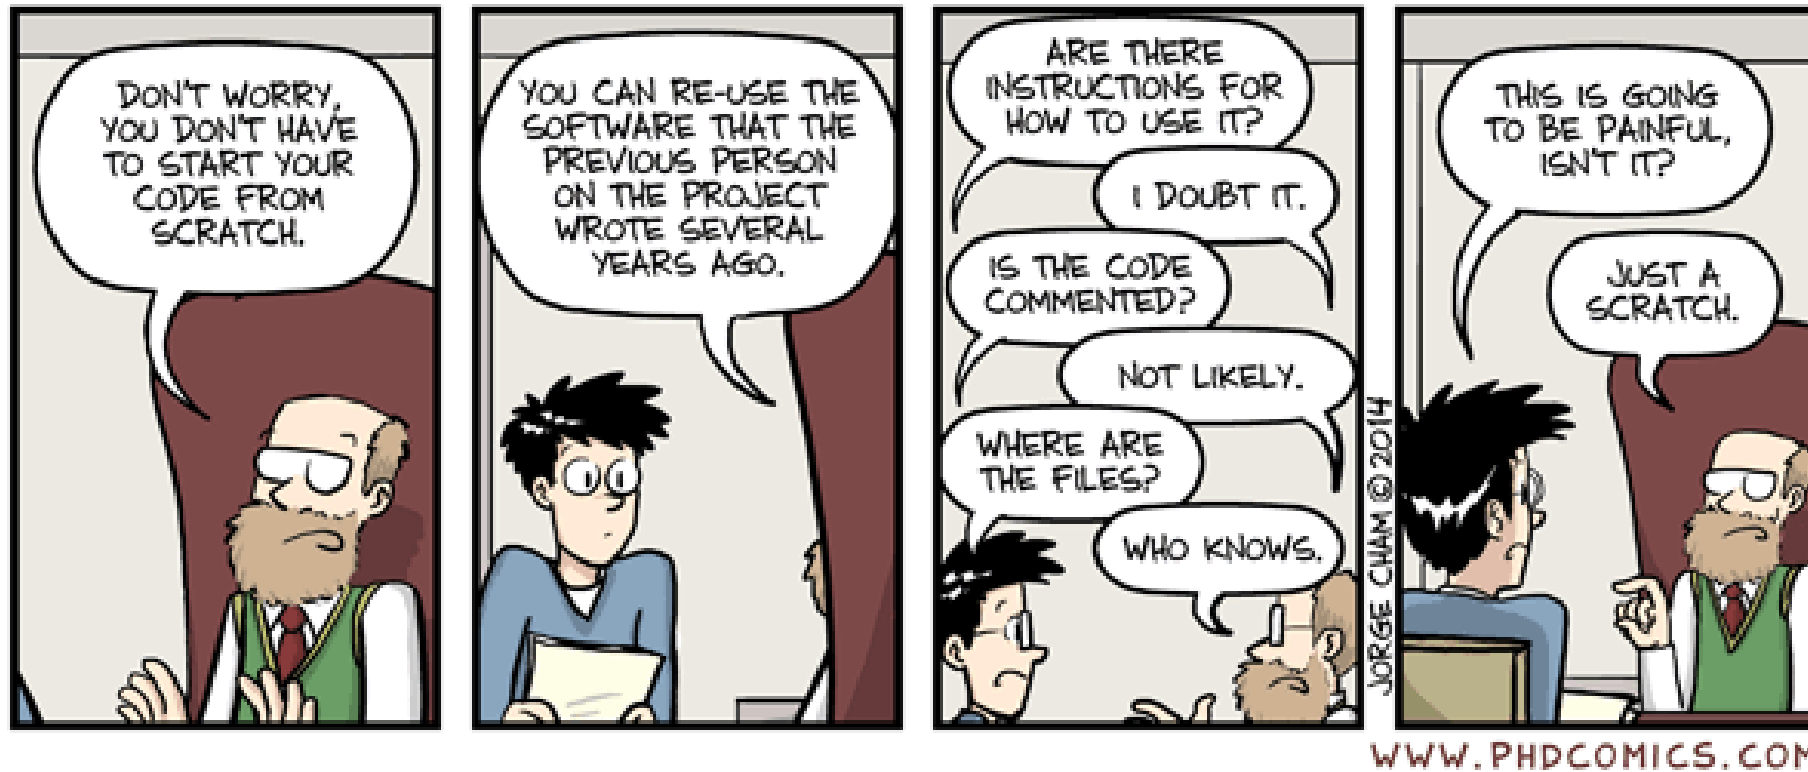 DON'T WORRY,
YOU DON'T HAVE
TO START YOUR
CODE FROM
SCRATCH.
YOU CAN RE-USE THE
SOFTWARE THAT THE
PREVIOUS PERSON
ON THE PROJECT
WROTE SEVERAL
YEARS AGO.
ARE THERE
INSTRUCTIONS FOR
HOW TO USE IT?
I DOUBT IT.
IS THE CODE
COMMENTED?
NOT LIKELY.
WHERE ARE
THE FILES?
WHO KNOWS.
JORGE CHAM © 2014
THIS IS GOING
TO BE PAINFUL,
ISN'T IT?
JUST A
SCRATCH.
WWW.PHDCOMICS.COM